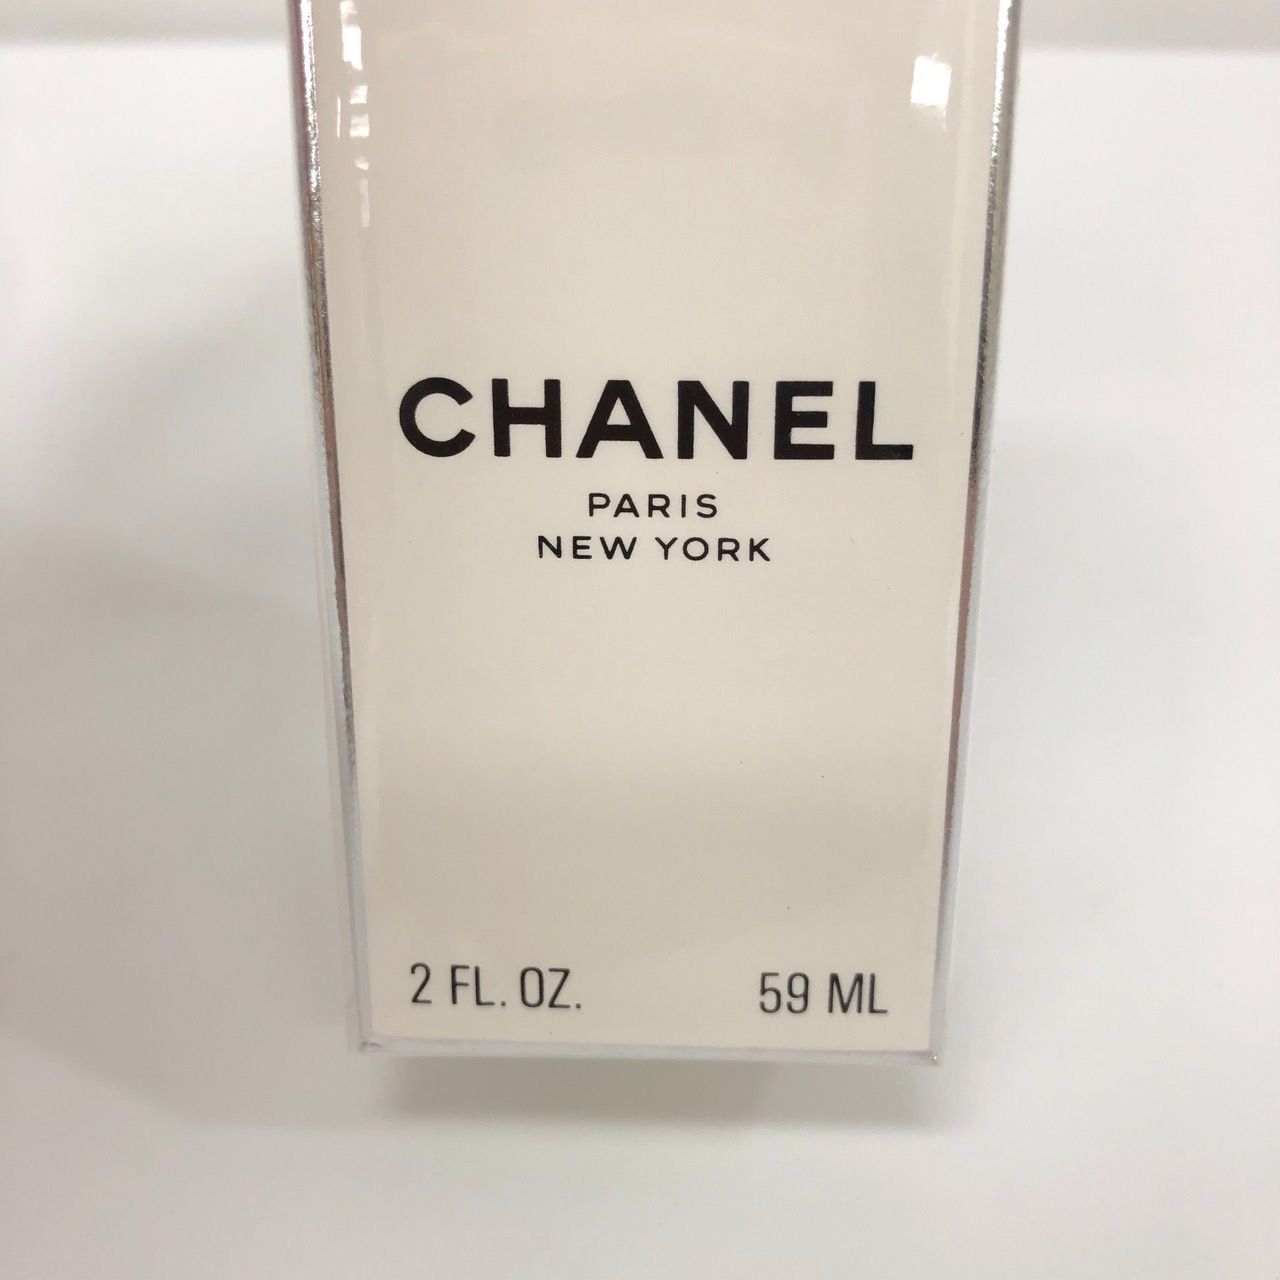 CHANEL
PARIS
NEW YORK
2 FL. OZ. 59 ML